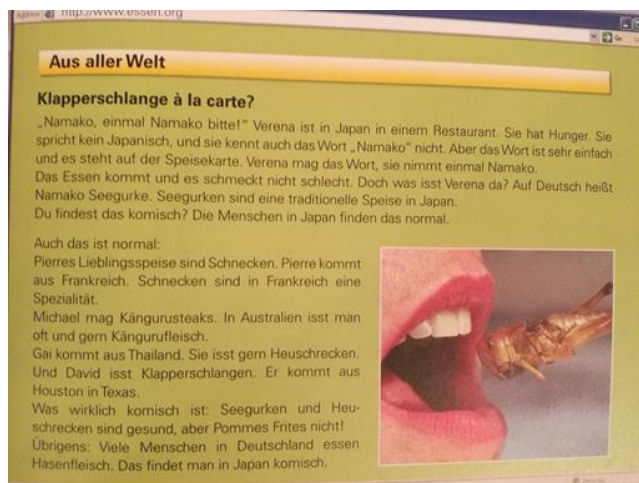 http://www.essen.org
Go
Aus aller Welt
Klapperschlange à la carte?
„Namako, einmal Namako bitte!" Verena ist in Japan in einem Restaurant. Sie hat Hunger. Sie
spricht kein Japanisch, und sie kennt auch das Wort „Namako" nicht. Aber das Wort ist sehr einfach
und es steht auf der Speisekarte. Verena mag das Wort, sie nimmt einmal Namako.
Das Essen kommt und es schmeckt nicht schlecht. Doch was isst Verena da? Auf Deutsch heißt
Namako Seegurke. Seegurken sind eine traditionelle Speise in Japan.
Du findest das komisch? Die Menschen in Japan finden das normal.
Auch das ist normal:
Pierres Lieblingsspeise sind Schnecken. Pierre kommt
aus Frankreich. Schnecken sind in Frankreich eine
Spezialität.
Michael mag Kängurusteaks. In Australien isst man
oft und gern Kängurufleisch.
Gai kommt aus Thailand. Sie isst gern Heuschrecken.
Und David isst Klapperschlangen. Er kommt aus
Houston in Texas.
Was wirklich komisch ist: Seegurken und Heu-
schrecken sind gesund, aber Pommes Frites nicht!
Übrigens: Viele Menschen in Deutschland essen
Hasenfleisch. Das findet man in Japan komisch.